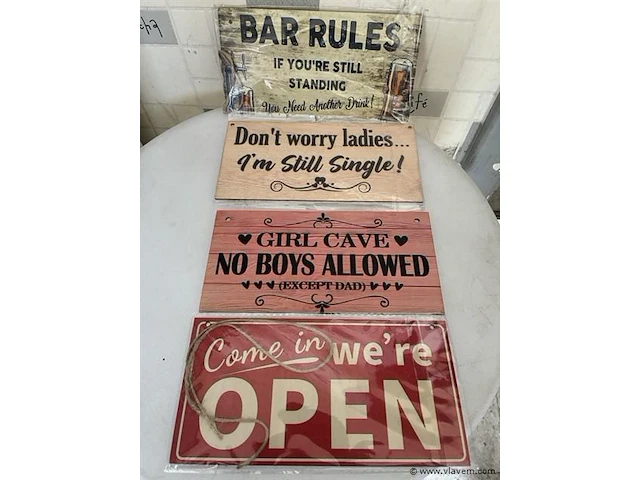 BAR RULES
IF YOU'RE STILL
STANDING
You Need Another Drink!
Don't worry ladies...
I'm Still Single!
GIRL CAVE
NO BOYS ALLOWED
(EXCEPT DAD)
Come in we're
OPEN
© www.vlavem.com